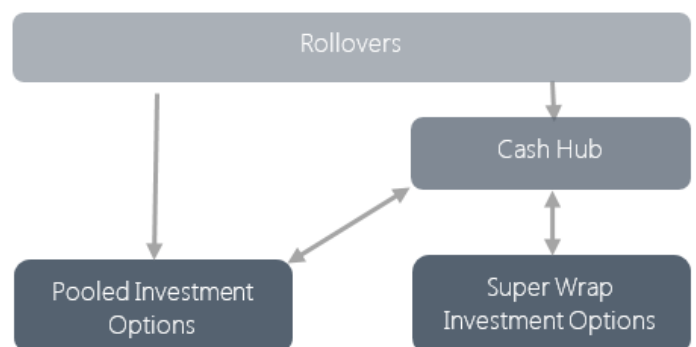 Rollovers
Cash Hub
Pooled Investment
Options
Super Wrap
Investment Options